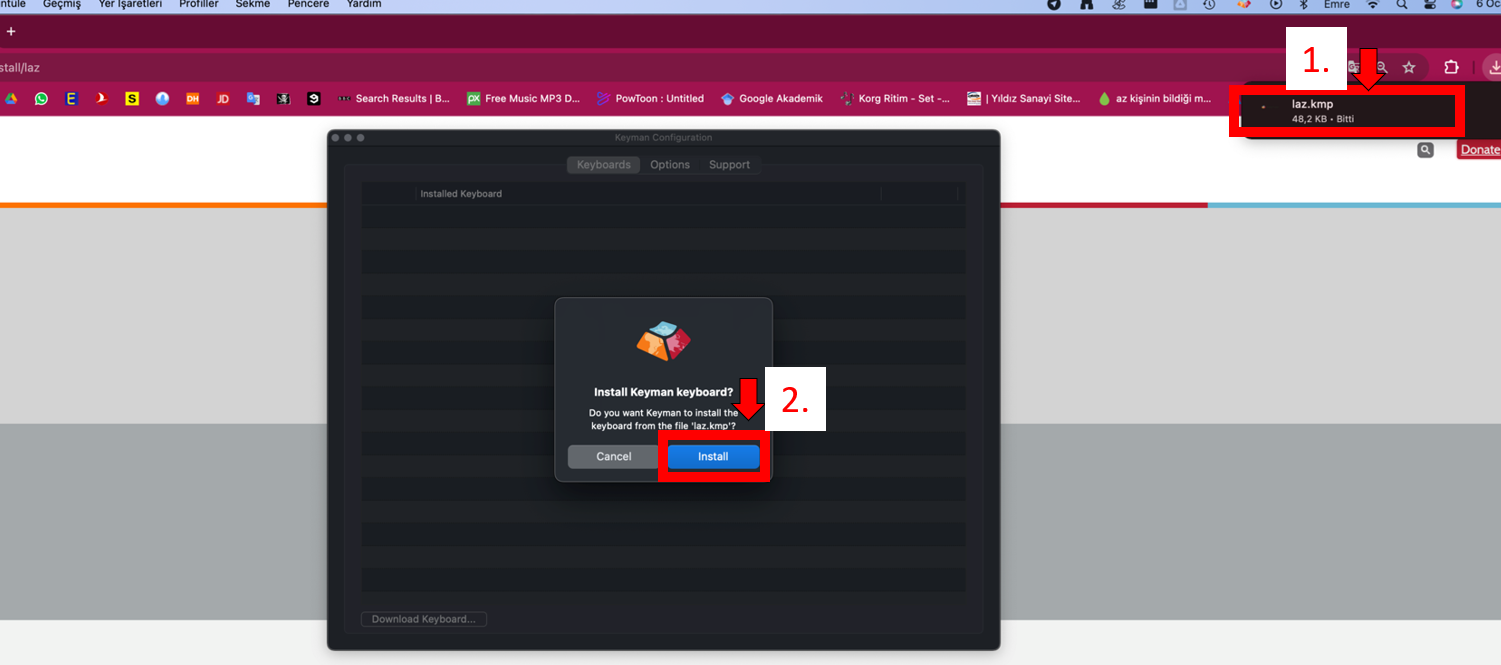 Geçmiş Yer İşaretleri Profiller Sekme Pencere Yardım Emre
+
stall/laz
1.
E S DH JD Search Results | B... Free Music MP3 D... PowToon : Untitled Google Akademik Korg Ritim - Set -... | Yıldız Sanayi Site... az kişinin bildiği m...
laz.kmp
48,2 KB • Bitti
Donate
Keyman Configuration
Keyboards Options Support
Installed Keyboard
Install Keyman keyboard?
Do you want Keyman to install the
keyboard from the file 'laz.kmp'?
2.
Cancel Install
Download Keyboard...